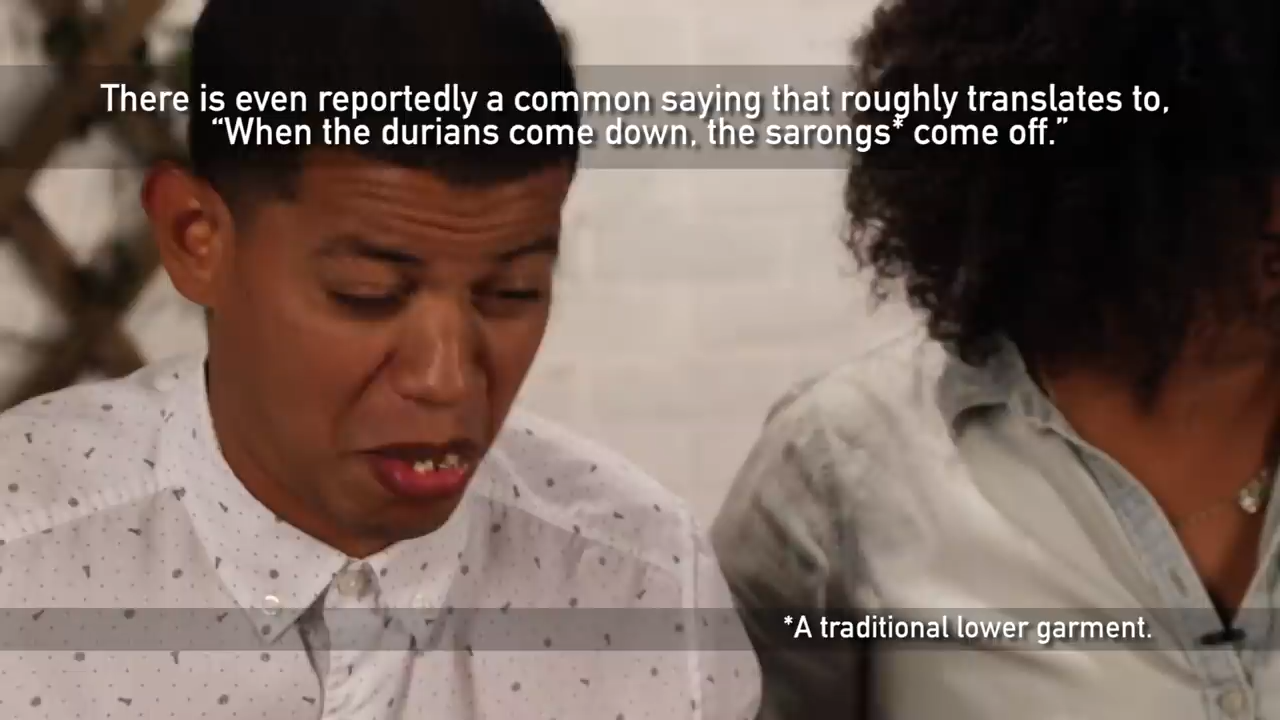 There is even reportedly a common saying that roughly translates to,
“When the durians come down, the sarongs* come off.”
*A traditional lower garment.